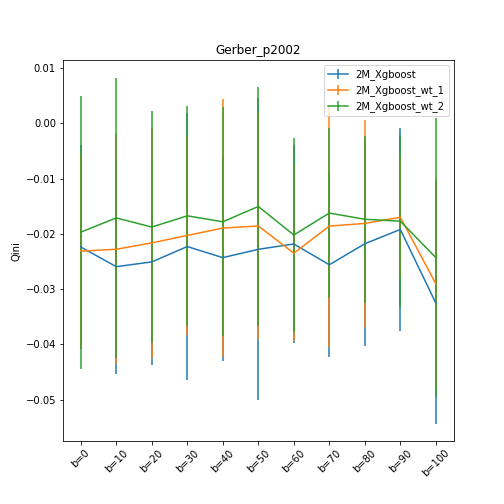 Gerber_p2002
2M_Xgboost
2M_Xgboost_wt_1
2M_Xgboost_wt_2
Qini
0.01
0.00
−0.01
−0.02
−0.03
−0.04
−0.05
b=0
b=10
b=20
b=30
b=40
b=50
b=60
b=70
b=80
b=90
b=100